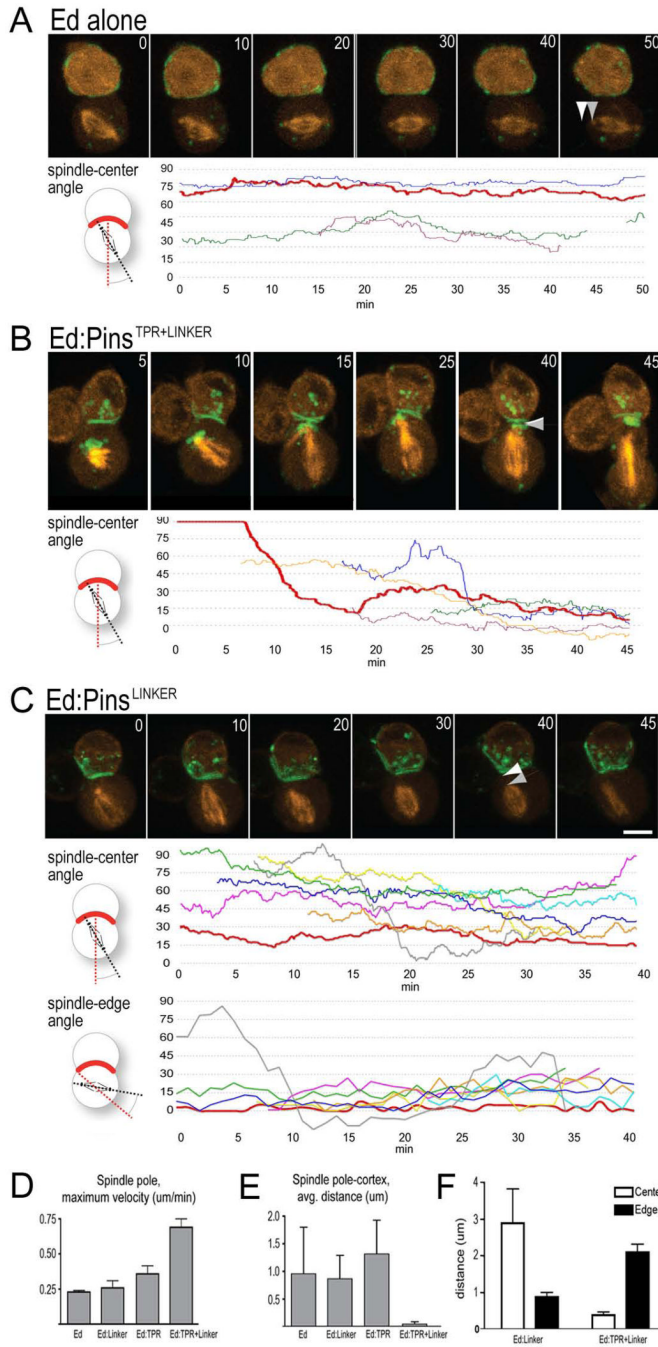 A Ed alone
0 10 20 30 40 50
spindle-center
angle
90
75
60
45
30
15
0
0 5 10 15 20 25 30 35 40 45 50
min
B Ed:Pins TPR+LINKER
5 10 15 25 40 45
spindle-center
angle
90
75
60
45
30
15
0
0 5 10 15 20 25 30 35 40 45
min
C Ed:Pins LINKER
0 10 20 30 40 45
spindle-center
angle
90
75
60
45
30
15
0
0 5 10 15 20 25 30 35 40
min
spindle-edge
angle
90
75
60
45
30
15
0
0 5 10 15 20 25 30 35 40
min
D Spindle pole,
maximum velocity (um/min)
0.75
0.50
0.25
Ed Ed:Linker Ed:TPR Ed:TPR+Linker
E Spindle pole-cortex,
avg. distance (um)
2.0
1.5
1.0
0.5
Ed Ed:Linker Ed:TPR Ed:TPR+Linker
F
Cente
Edge
distance (um)
4
3
2
1
0
Ed:Linker Ed:TPR+Linker